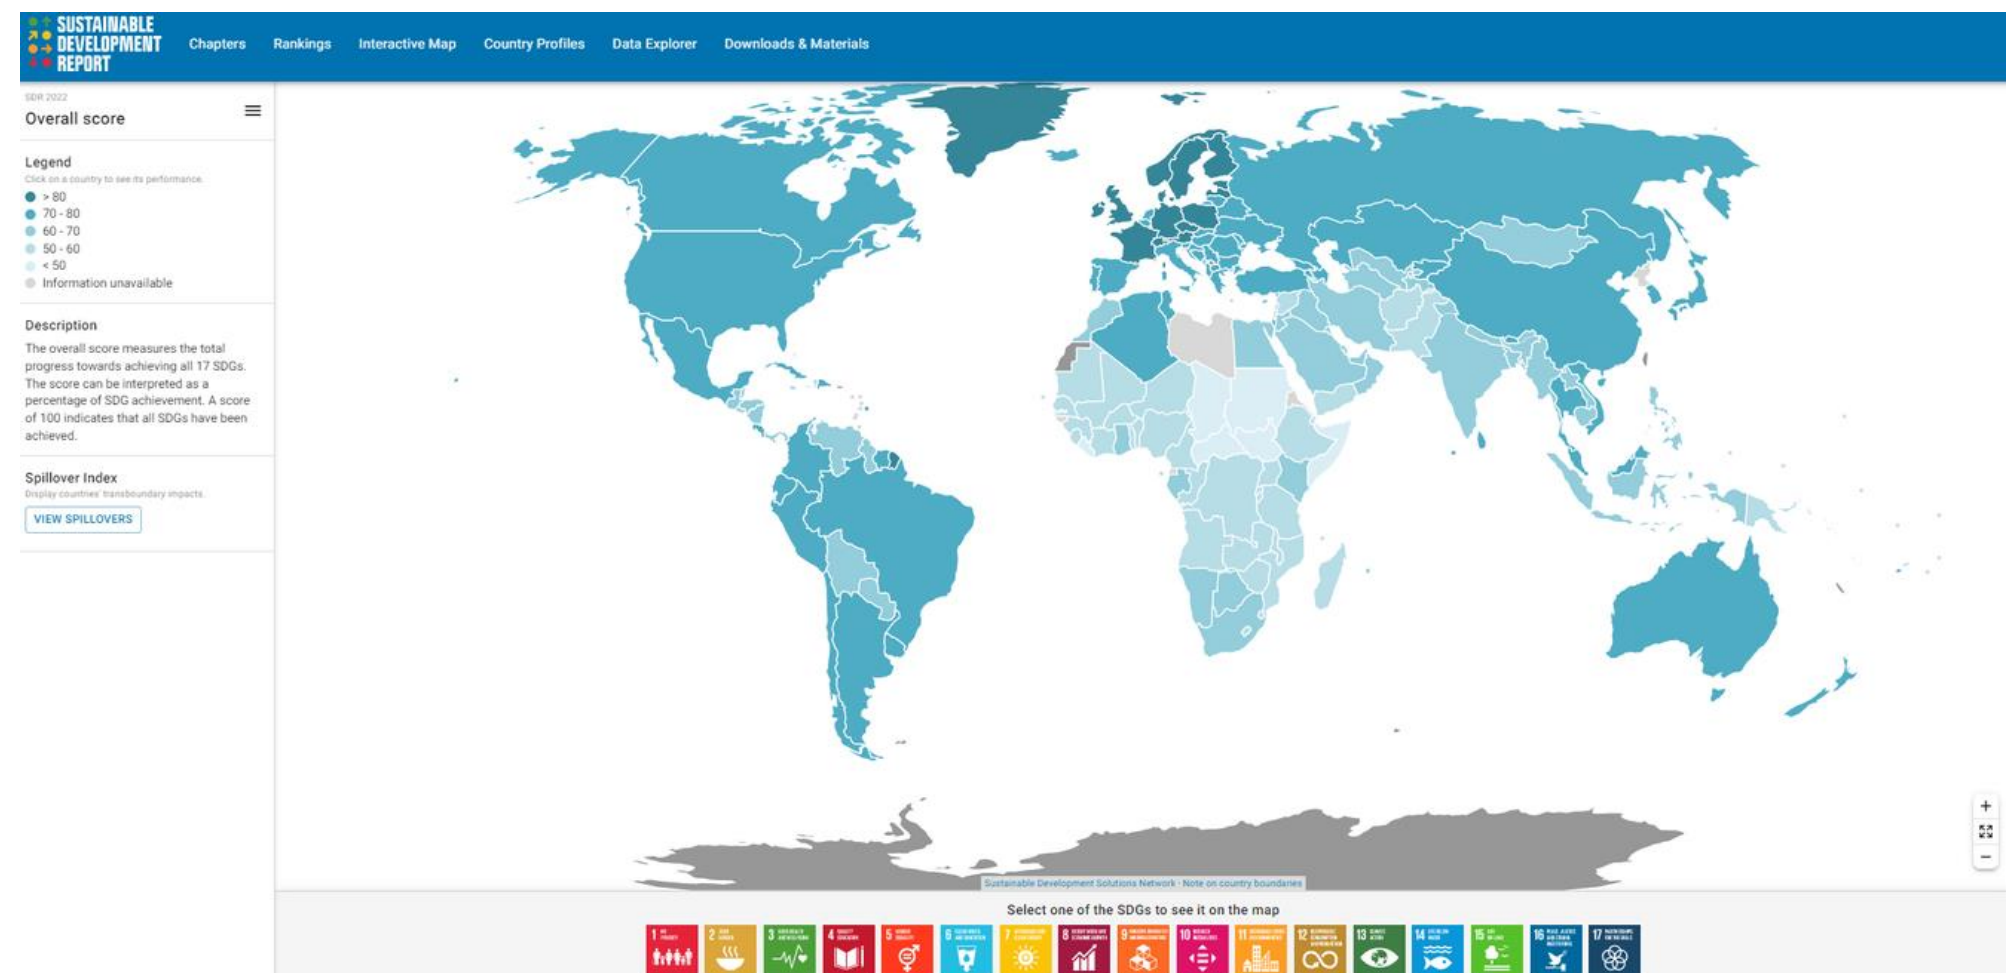 SUSTAINABLE
DEVELOPMENT
REPORT
Chapters
Rankings
Interactive Map
Country Profiles
Data Explorer
Downloads & Materials
SDR 2022
Overall score
Legend
Click on a country to see its performance.
> 80
70 - 80
60 - 70
50 - 60
< 50
Information unavailable
Description
The overall score measures the total
progress towards achieving all 17 SDGs.
The score can be interpreted as a
percentage of SDG achievement. A score
of 100 indicates that all SDGs have been
achieved.
Spillover Index
Display countries' transboundary impacts.
VIEW SPILLOVERS
+
−
Sustainable Development Solutions Network - Note on country boundaries
Select one of the SDGs to see it on the map
1
2
3
4
5
6
7
8
9
10
11
12
13
14
15
16
17